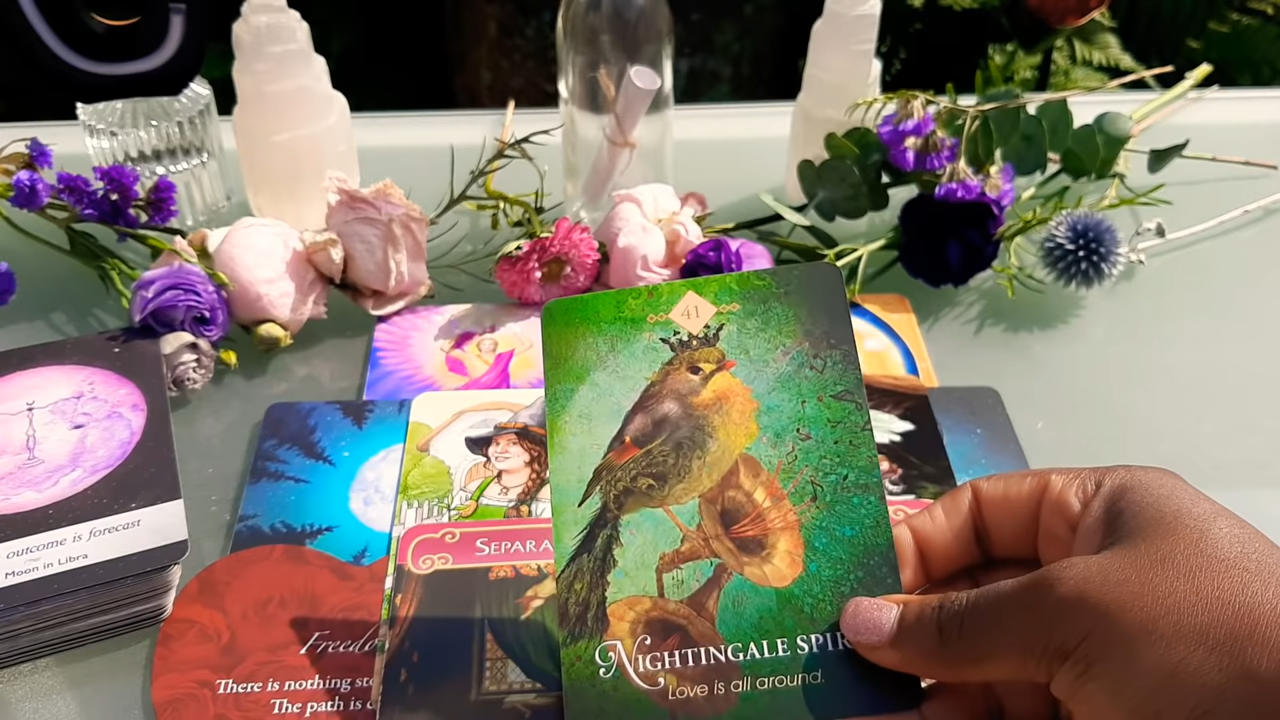 41
outcome is forecast
Moon in Libra
SEPARA
Freedo
There is nothing
The path is
NIGHTINGALE SPIR
Love is all around.